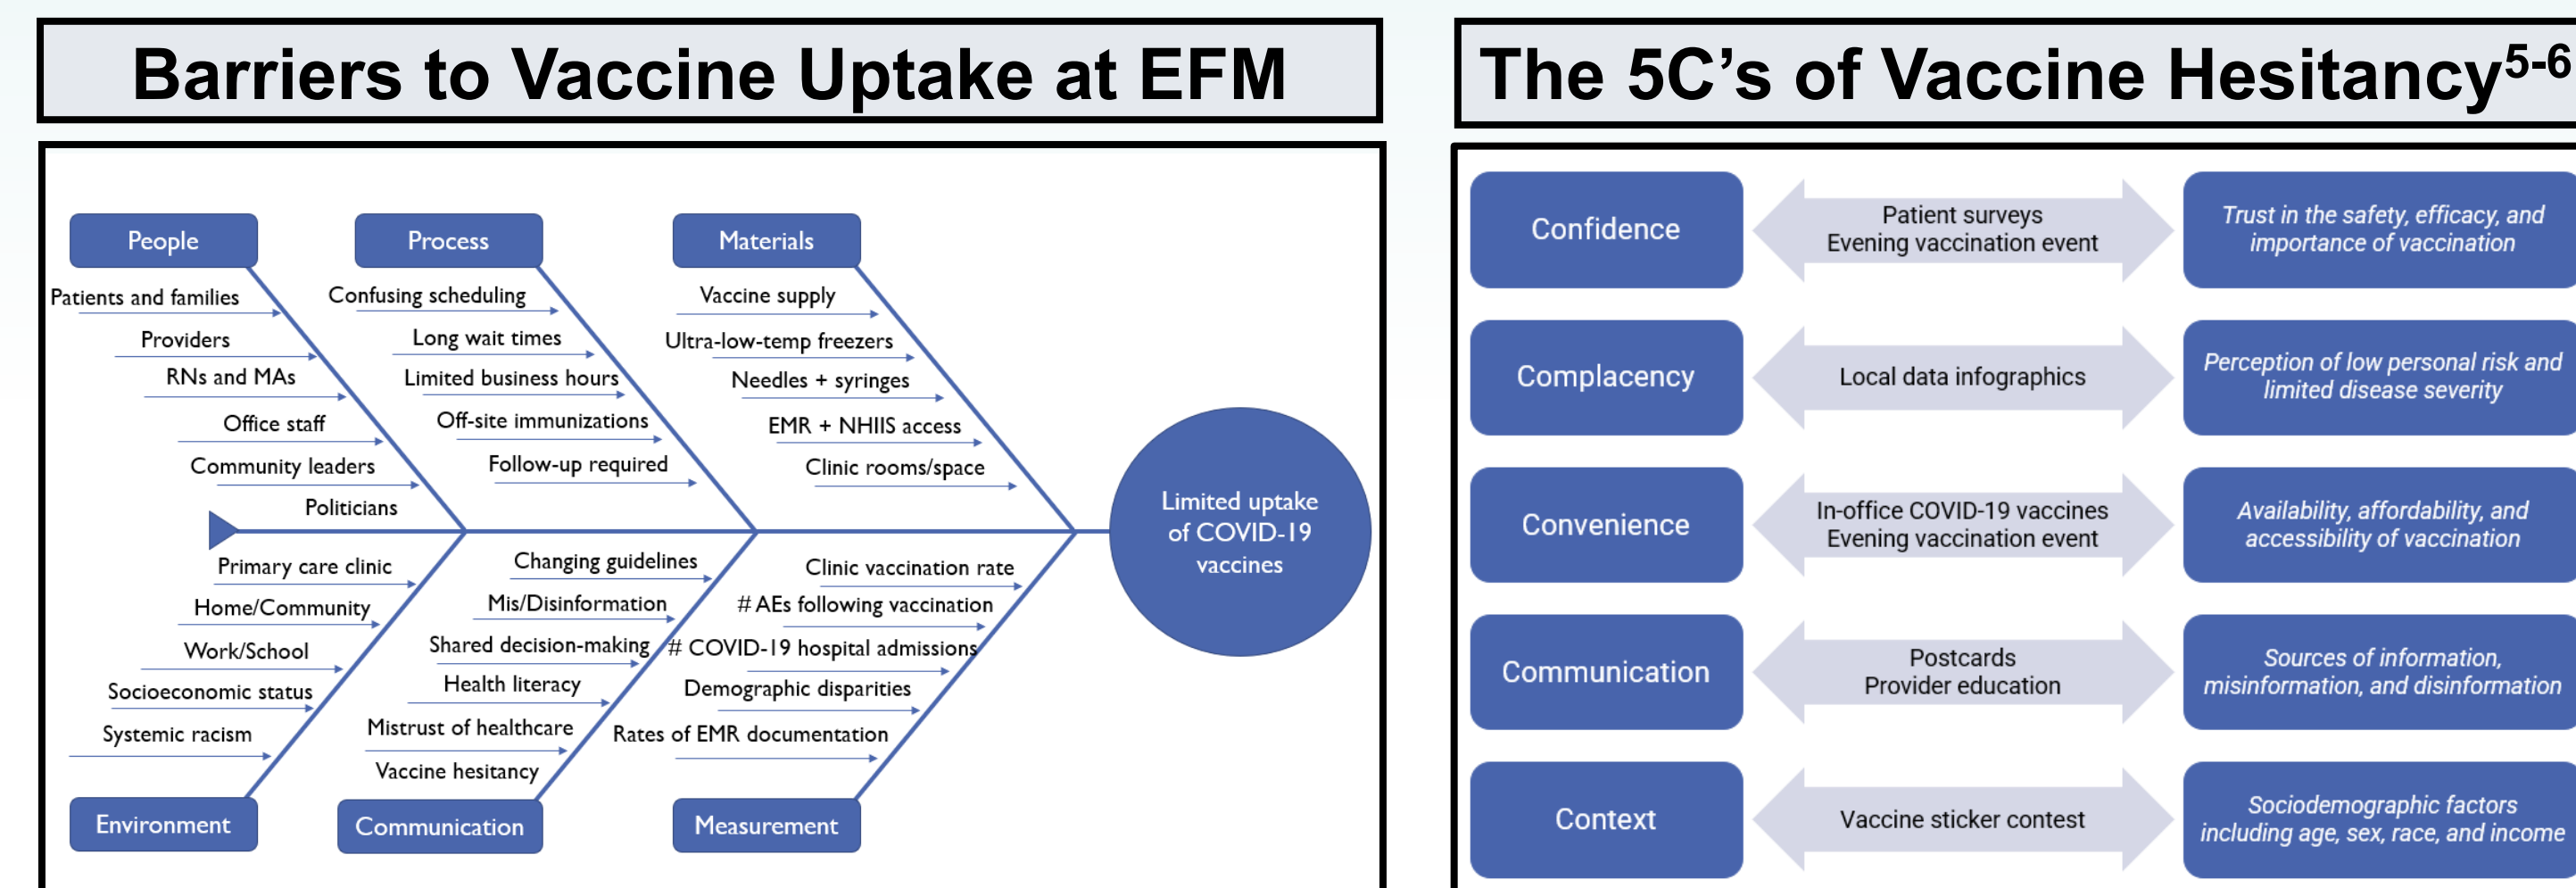 Barriers to Vaccine Uptake at EFM
People
Patients and families
Providers
RNs and MAs
Office staff
Community leaders
Politicians
Process
Confusing scheduling
Long wait times
Limited business hours
Off-site immunizations
Follow-up required
Materials
Vaccine supply
Ultra-low-temp freezers
Needles + syringes
EMR + NHIIS access
Clinic rooms/space
Limited uptake
of COVID-19
vaccines
Primary care clinic
Home/Community
Work/School
Socioeconomic status
Systemic racism
Environment
Changing guidelines
Mis/Disinformation
Shared decision-making
Health literacy
Mistrust of healthcare
Vaccine hesitancy
Communication
Clinic vaccination rate
# AEs following vaccination
# COVID-19 hospital admissions
Demographic disparities
Rates of EMR documentation
Measurement
The 5C’s of Vaccine Hesitancy5-6
Confidence
Patient surveys
Evening vaccination event
Trust in the safety, efficacy, and
importance of vaccination
Complacency
Local data infographics
Perception of low personal risk and
limited disease severity
Convenience
In-office COVID-19 vaccines
Evening vaccination event
Availability, affordability, and
accessibility of vaccination
Communication
Postcards
Provider education
Sources of information,
misinformation, and disinformation
Context
Vaccine sticker contest
Sociodemographic factors
including age, sex, race, and income